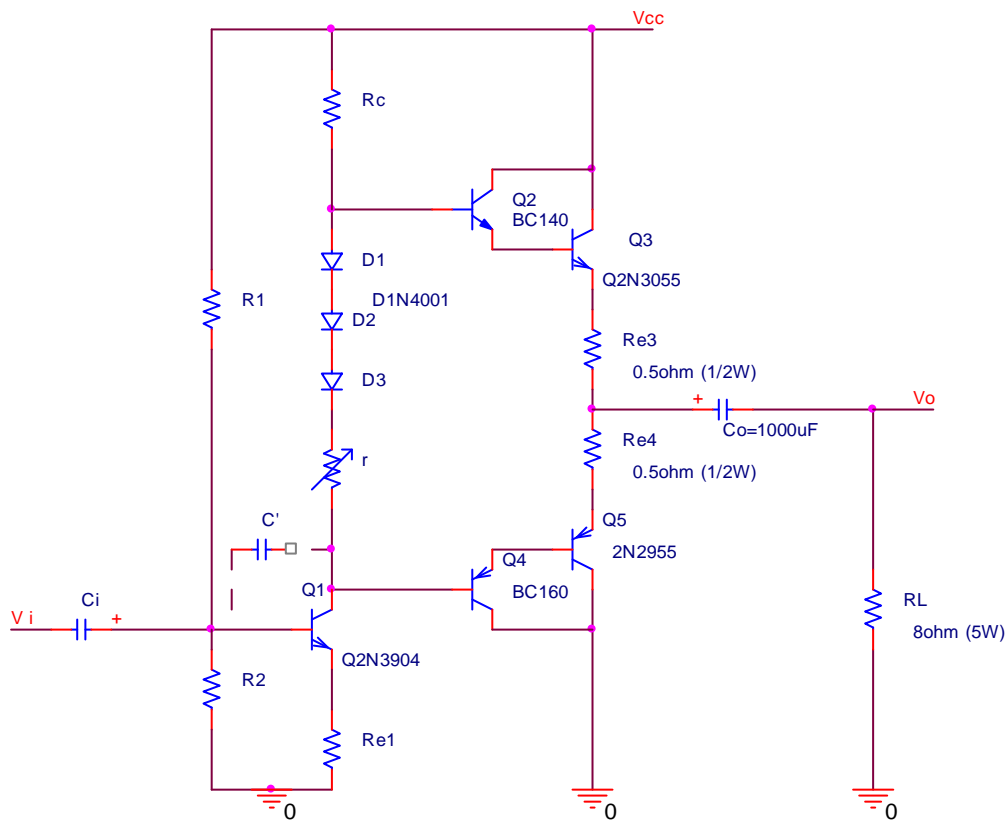 Vcc
Rc
Q2
BC140
Q3
Q2N3055
D1
D1N4001
R1
D2
D3
Re3
0.5ohm (1/2W)
Vo
+
Co=1000uF
Re4
0.5ohm (1/2W)
r
C'
Q5
2N2955
Q4
BC160
Q1
Ci
Vi
+
Q2N3904
RL
8ohm (5W)
R2
Re1
0
0
0